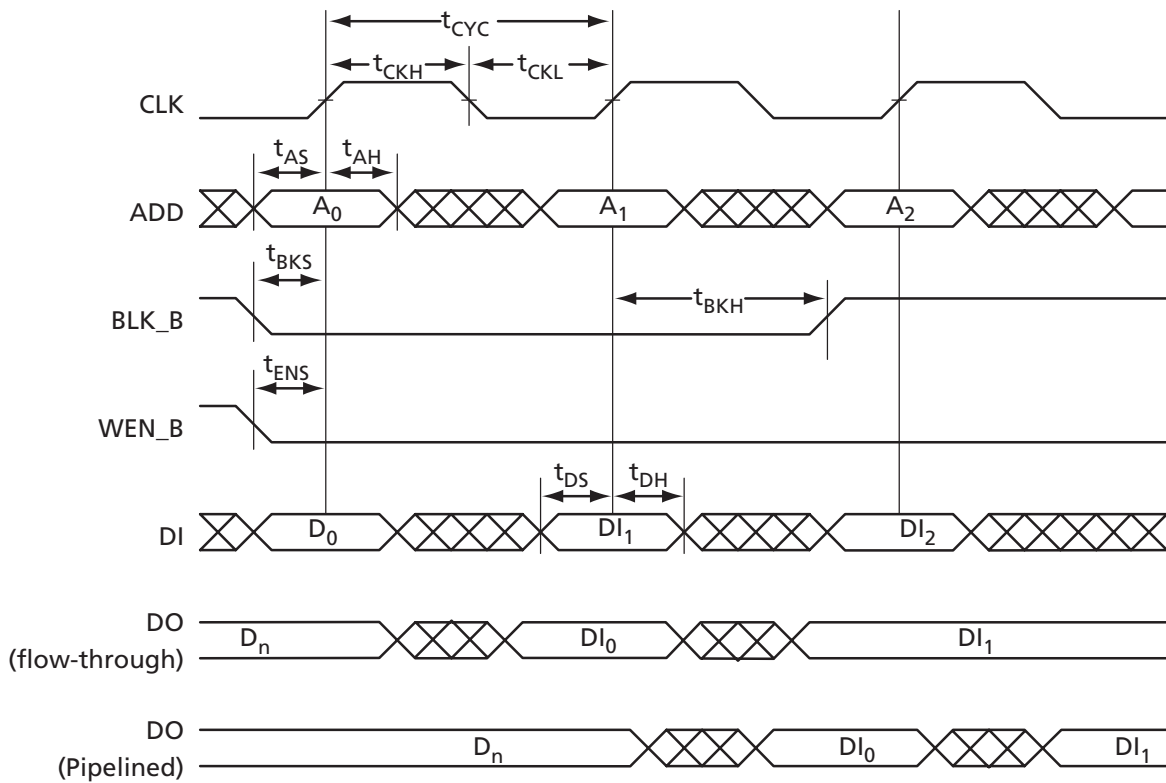 tCYC
tCKH tCKL
CLK
tAS tAH
ADD A0 A1 A2
tBKS
BLK_B tBKH
tENS
WEN_B
tDS tDH
DI D0 DI1 DI2
DO
(flow-through) Dn DI0 DI1
DO
(Pipelined) Dn DI0 DI1